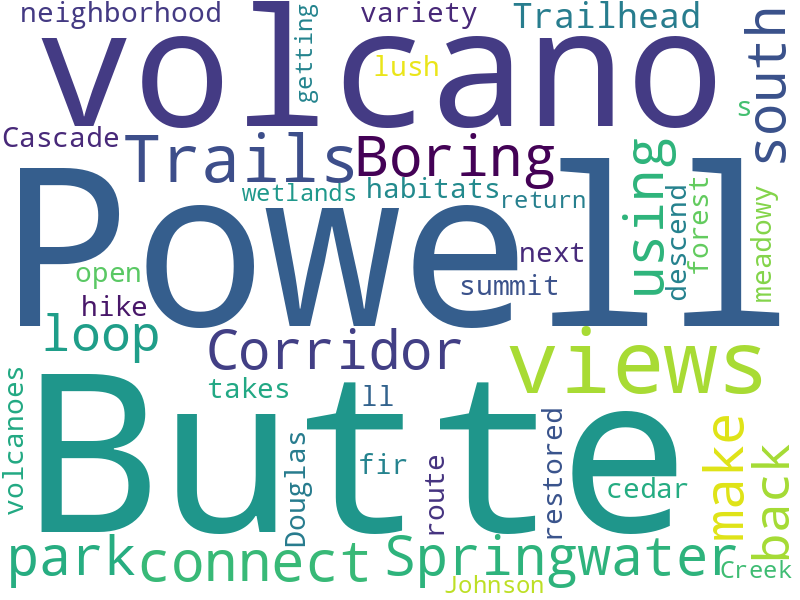 neighborhood
variety
Trailhead
volcano
getting
lush
south
s
Cascade
Trails
Boring
using
wetlands
habitats
return
descend
forest
meadowy
Powell
open
next
hike
summit
loop
Corridor
views
volcanoes
takes
ll
Butte
Douglas
fir
route
restored
cedar
make
back
park
connect
Springwater
Johnson
Creek